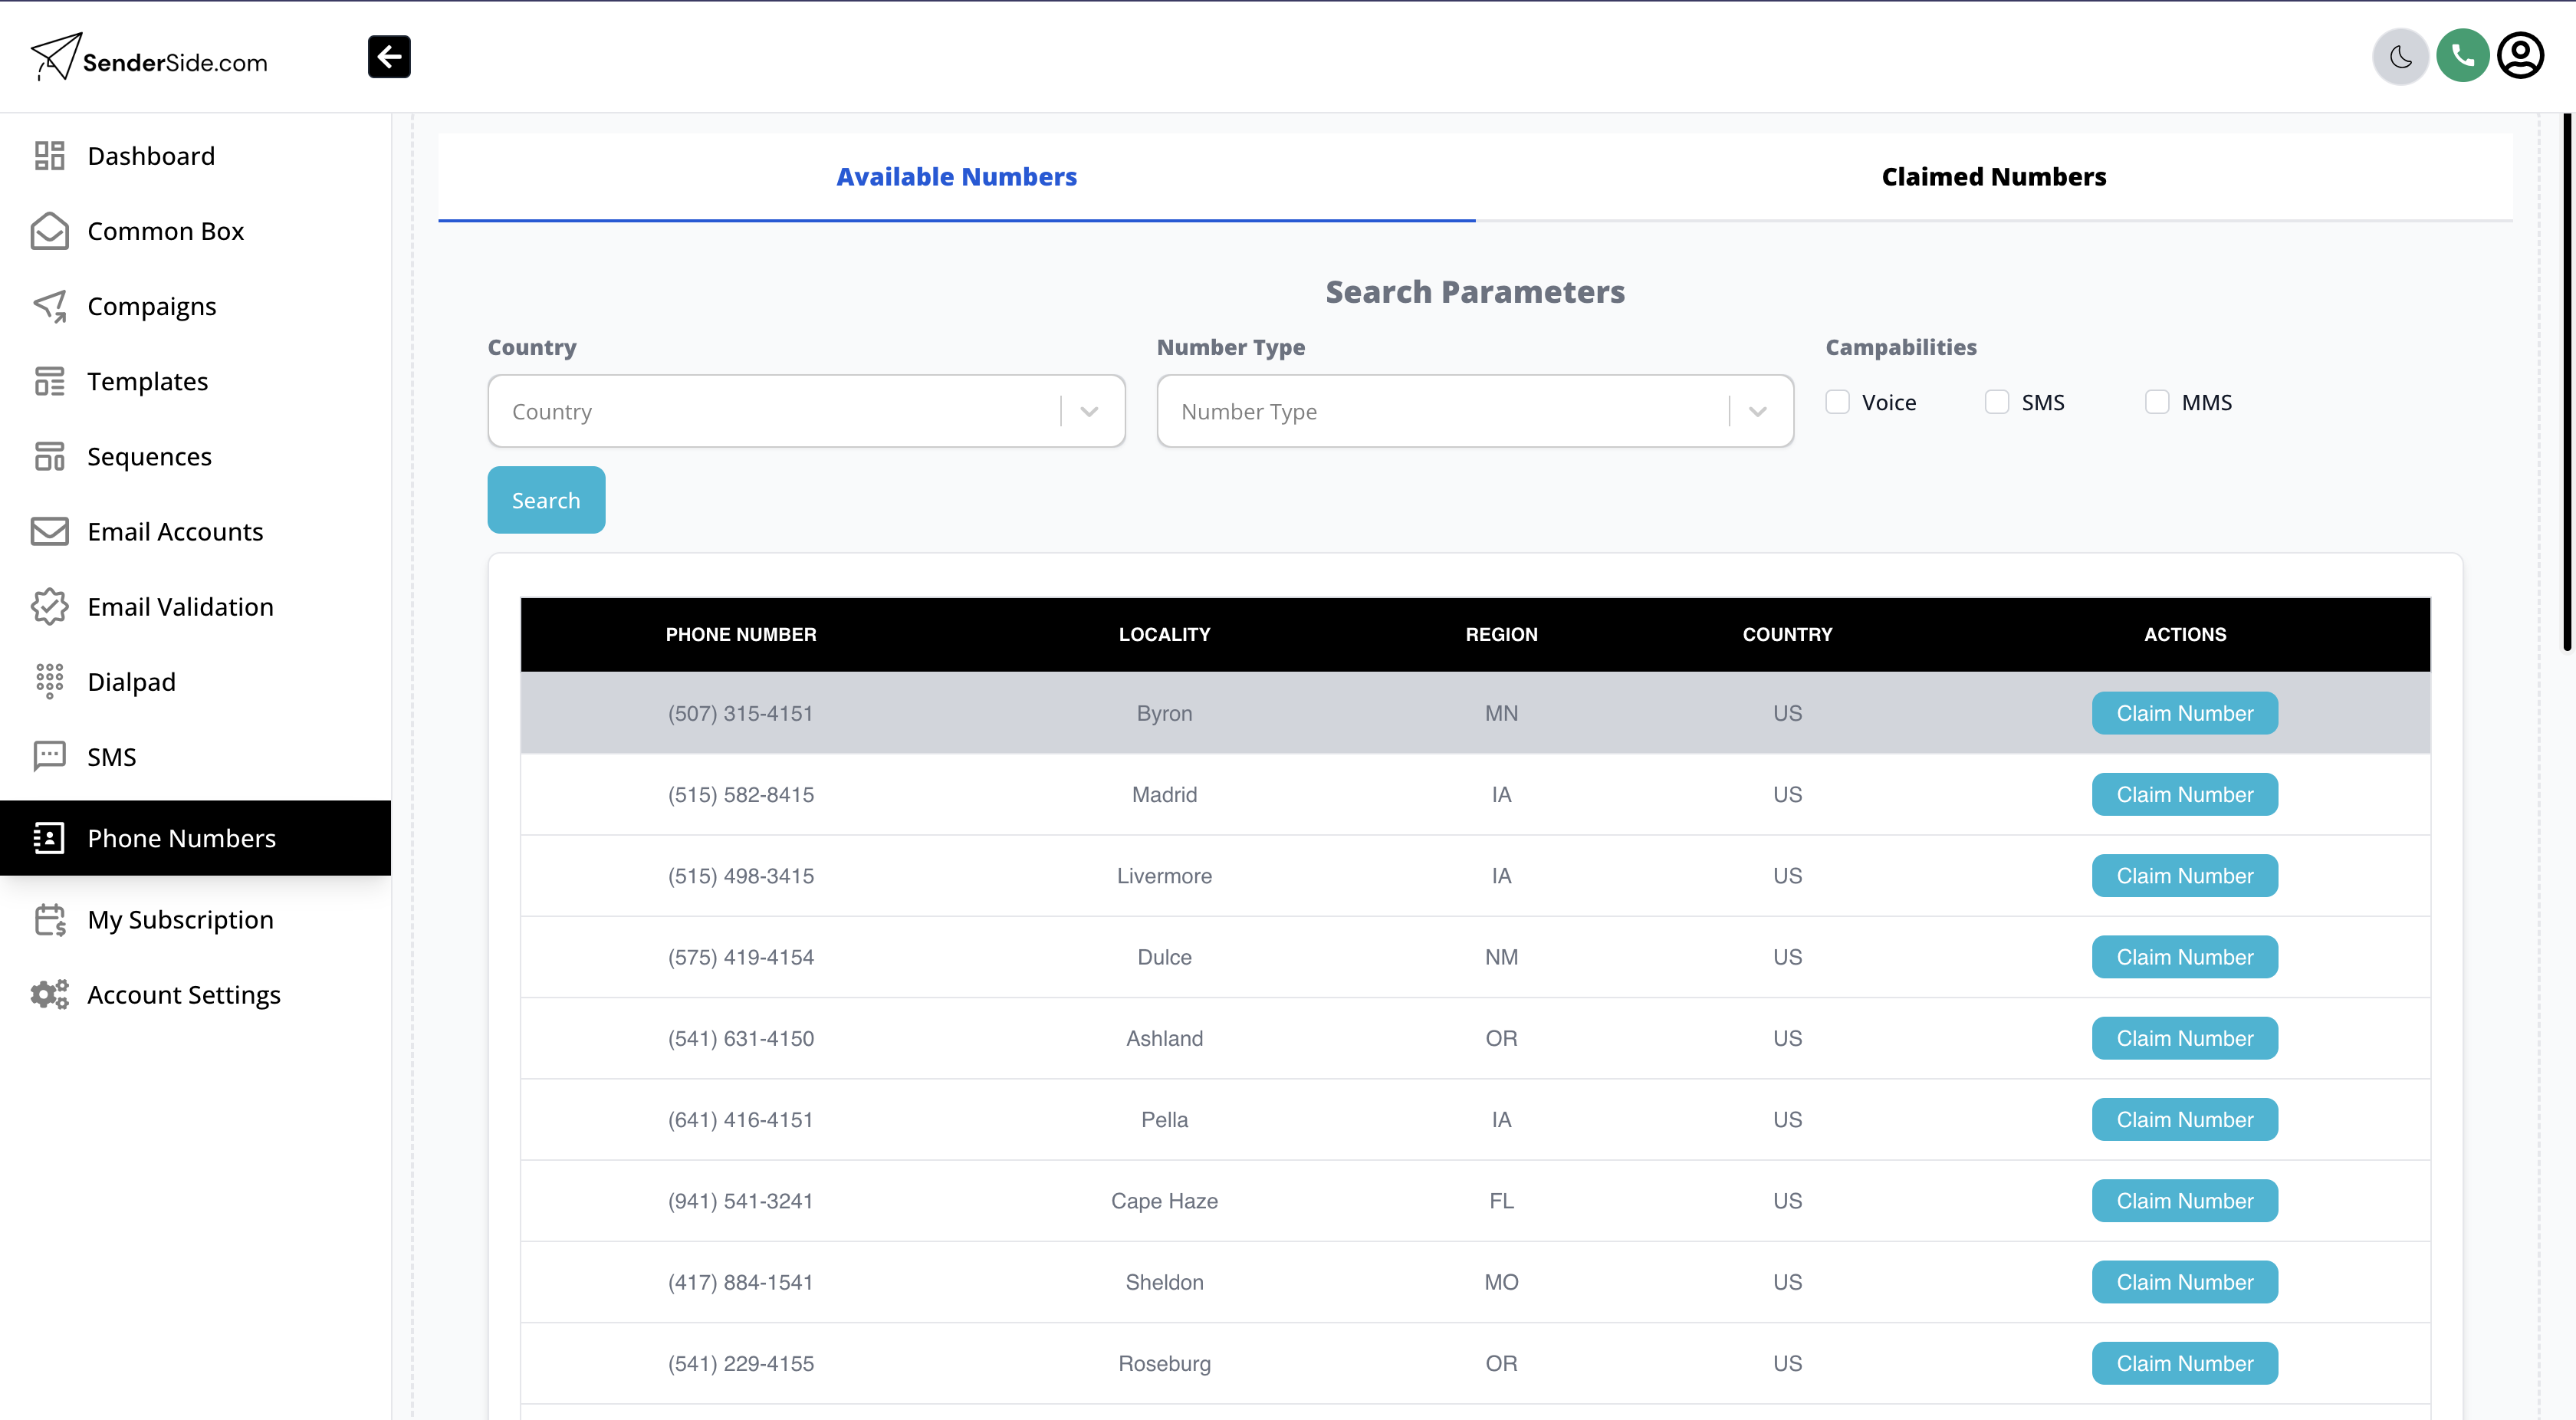 SenderSide.com
Dashboard
Common Box
Compaigns
Templates
Sequences
Email Accounts
Email Validation
Dialpad
SMS
Phone Numbers
My Subscription
Account Settings
Available Numbers Claimed Numbers
Search Parameters
Country Number Type Campabilities
Country Number Type Voice SMS MMS
Search
PHONE NUMBER LOCALITY REGION COUNTRY ACTIONS
(507) 315-4151 Byron MN US Claim Number
(515) 582-8415 Madrid IA US Claim Number
(515) 498-3415 Livermore IA US Claim Number
(575) 419-4154 Dulce NM US Claim Number
(541) 631-4150 Ashland OR US Claim Number
(641) 416-4151 Pella IA US Claim Number
(941) 541-3241 Cape Haze FL US Claim Number
(417) 884-1541 Sheldon MO US Claim Number
(541) 229-4155 Roseburg OR US Claim Number